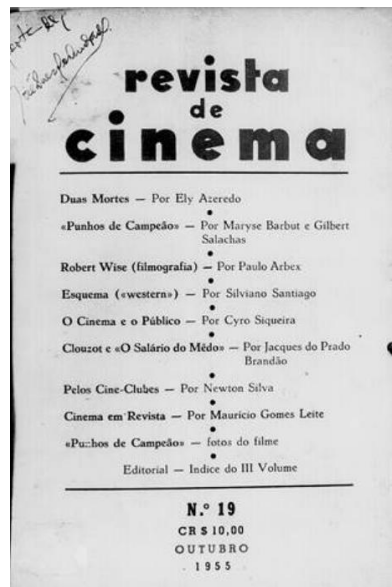 revista
de
cinema
Duas Mortes — Por Ely Azeredo
«Punhos de Campeão» — Por Maryse Barbut e Gilbert
Salachas
Robert Wise (filmografia) — Por Paulo Arbex
Esquema («western») — Por Silviano Santiago
O Cinema e o Público — Por Cyro Siqueira
Clouzot e «O Salário do Mêdo» — Por Jacques do Prado
Brandão
Pelos Cine-Clubes — Por Newton Silva
Cinema em Revista — Por Mauricio Gomes Leite
«Punhos de Campeão» — fotos do filme
Editorial — Indice do III Volume
N.º 19
CR $ 10,00
OUTUBRO
1955